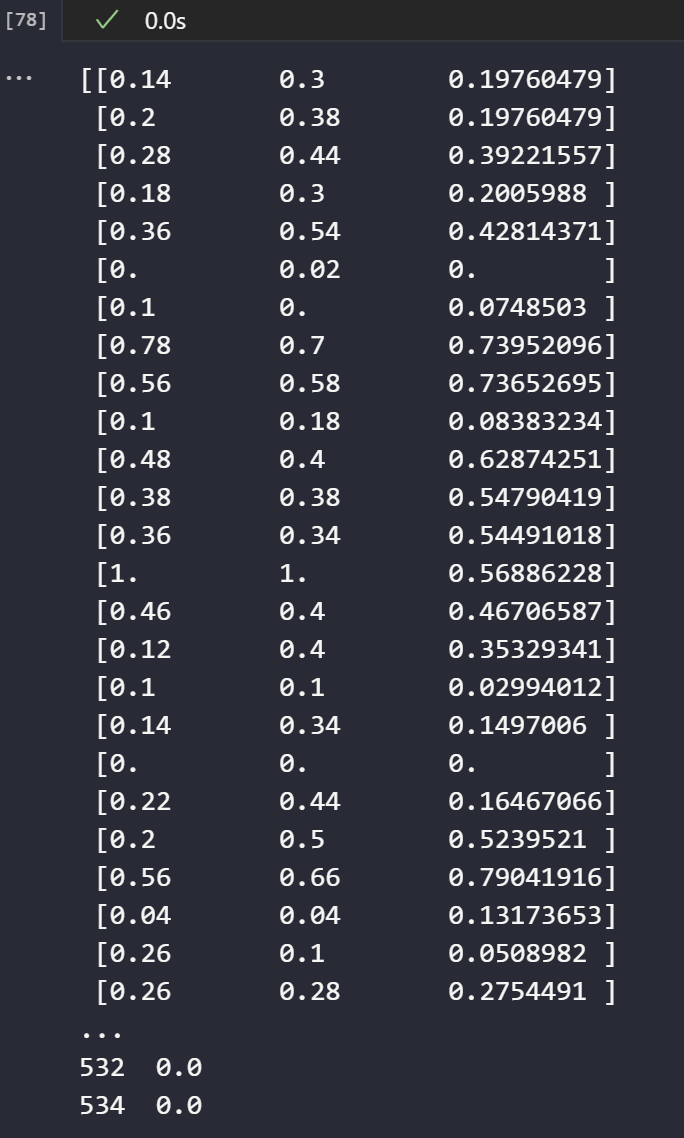 [78] ✓ 0.0s
... [[0.14       0.3        0.19760479]
 [0.2        0.38       0.19760479]
 [0.28       0.44       0.39221557]
 [0.18       0.3        0.2005988 ]
 [0.36       0.54       0.42814371]
 [0.         0.02       0.        ]
 [0.1        0.         0.0748503 ]
 [0.78       0.7        0.73952096]
 [0.56       0.58       0.73652695]
 [0.1        0.18       0.08383234]
 [0.48       0.4        0.62874251]
 [0.38       0.38       0.54790419]
 [0.36       0.34       0.54491018]
 [1.         1.         0.56886228]
 [0.46       0.4        0.46706587]
 [0.12       0.4        0.35329341]
 [0.1        0.1        0.02994012]
 [0.14       0.34       0.1497006 ]
 [0.         0.         0.        ]
 [0.22       0.44       0.16467066]
 [0.2        0.5        0.5239521 ]
 [0.56       0.66       0.79041916]
 [0.04       0.04       0.13173653]
 [0.26       0.1        0.0508982 ]
 [0.26       0.28       0.2754491 ]
...
532  0.0
534  0.0